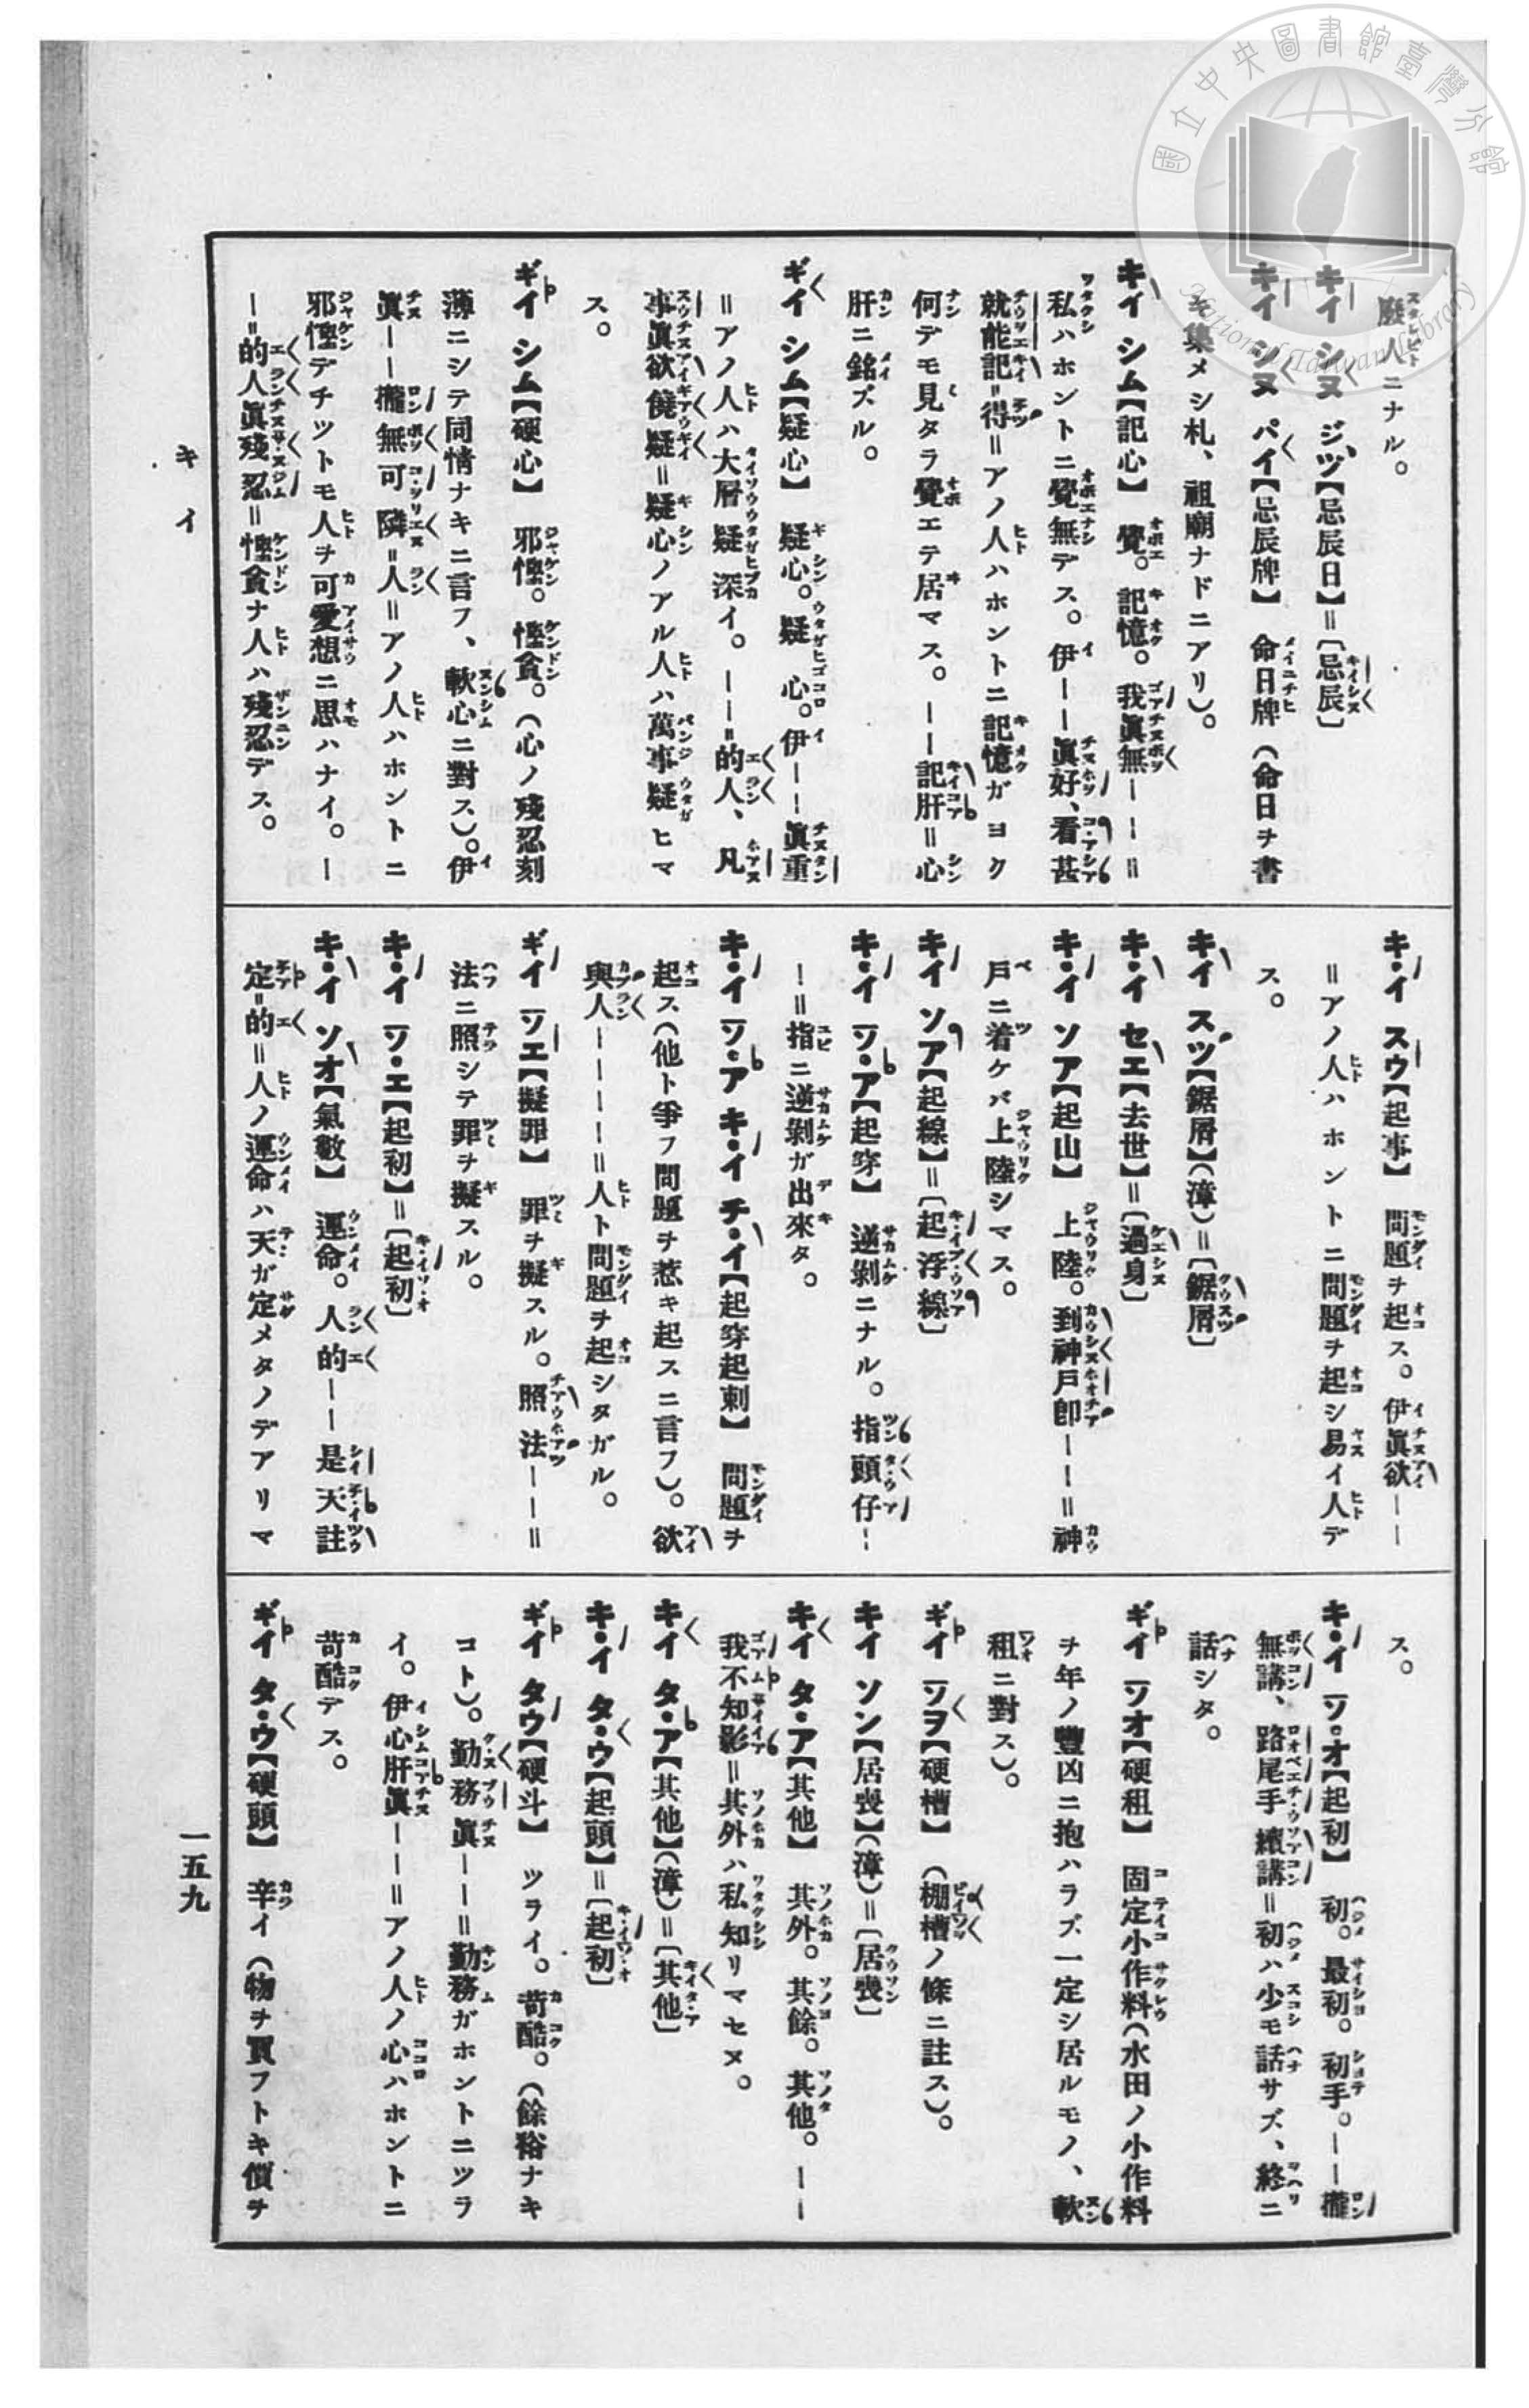 國立中央圖書館臺灣分館
National Taiwan Library
廢人ニナル。
キイ シヌ ジツ【忌辰日】＝〔忌辰〕
キイ シヌ パイ【忌辰牌】 命日牌（命日ヲ書
キ集メシ札、祖廟ナドニアリ）。
キイ シム【記心】 覺。記憶。我眞無——＝
私ハホントニ覺無デス。伊——眞好、看甚
就能記＝得＝アノ人ハホントニ記憶ガヨク
何デモ見タラ覺エテ居マス。——記肝＝心
肝ニ銘ズル。
ギイ シム【疑心】 疑心。疑心。伊——眞重
＝アノ人ハ大層疑深イ。——＝的人、凡
事眞欲僥疑＝疑心ノアル人ハ萬事疑ヒマ
ス。
ギイ シム【硬心】 邪慳。慳貪。（心ノ殘忍刻
薄ニシテ同情ナキニ言フ、軟心ニ對ス）。伊
眞——攏無可隣＝人＝アノ人ハホントニ
邪慳デチツトモ人ヲ可愛想ニ思ハナイ。—
—＝的人眞殘忍＝慳貪ナ人ハ殘忍デス。
キ・イ スウ【起事】 問題ヲ起ス。伊眞欲——
＝アノ人ハホントニ問題ヲ起シ易イ人デ
ス。
キイ スツ【鋸屑】（漳）＝〔鋸屑〕
キ・イ セエ【去世】＝〔過身〕
キ・イ ソア【起山】 上陸。到神戸卽——＝神
戸ニ着ケバ上陸シマス。
キイ ソア【起線】＝〔起浮線〕
キ・イ ソ・ア【起穿】 逆剝ニナル。指頭仔—
—＝指ニ逆剝ガ出來タ。
キ・イ ソ・ア キ・イ チ・イ【起穿起刺】 問題ヲ
起ス（他ト爭フ問題ヲ惹キ起スニ言フ）。欲
與人————＝人ト問題ヲ起シタガル。
ギイ ソエ【擬罪】 罪ヲ擬スル。照法——＝
法ニ照シテ罪ヲ擬スル。
キ・イ ソ・エ【起初】＝〔起初〕
キ・イ ソオ【氣數】 運命。人的——是天註
定＝的＝人ノ運命ハ天ガ定メタノデアリマ
ス。
キ・イ ソ・オ【起初】 初。最初。初手。——攏
無講、路尾手纔講＝初ハ少モ話サズ、終ニ
話シタ。
ギイ ソオ【硬租】 固定小作料（水田ノ小作料
ヲ年ノ豐凶ニ抱ハラズ一定シ居ルモノ、軟
租ニ對ス）。
ギイ ソヲ【硬槽】 （棚槽ノ條ニ註ス）。
キイ ソン【居喪】（漳）＝〔居喪〕
キイ タ・ア【其他】 其外。其餘。其他。——
我不知影＝其外ハ私知リマセヌ。
キイ タ・ア【其他】（漳）＝〔其他〕
キ・イ タ・ウ【起頭】＝〔起初〕
ギイ タウ【硬斗】 ツライ。苛酷。（餘裕ナキ
コト）。勤務眞——＝勤務ガホントニツラ
イ。伊心肝眞——＝アノ人ノ心ハホントニ
苛酷デス。
ギイ タ・ウ【硬頭】 辛イ（物ヲ買フトキ價ヲ
キイ
一五九